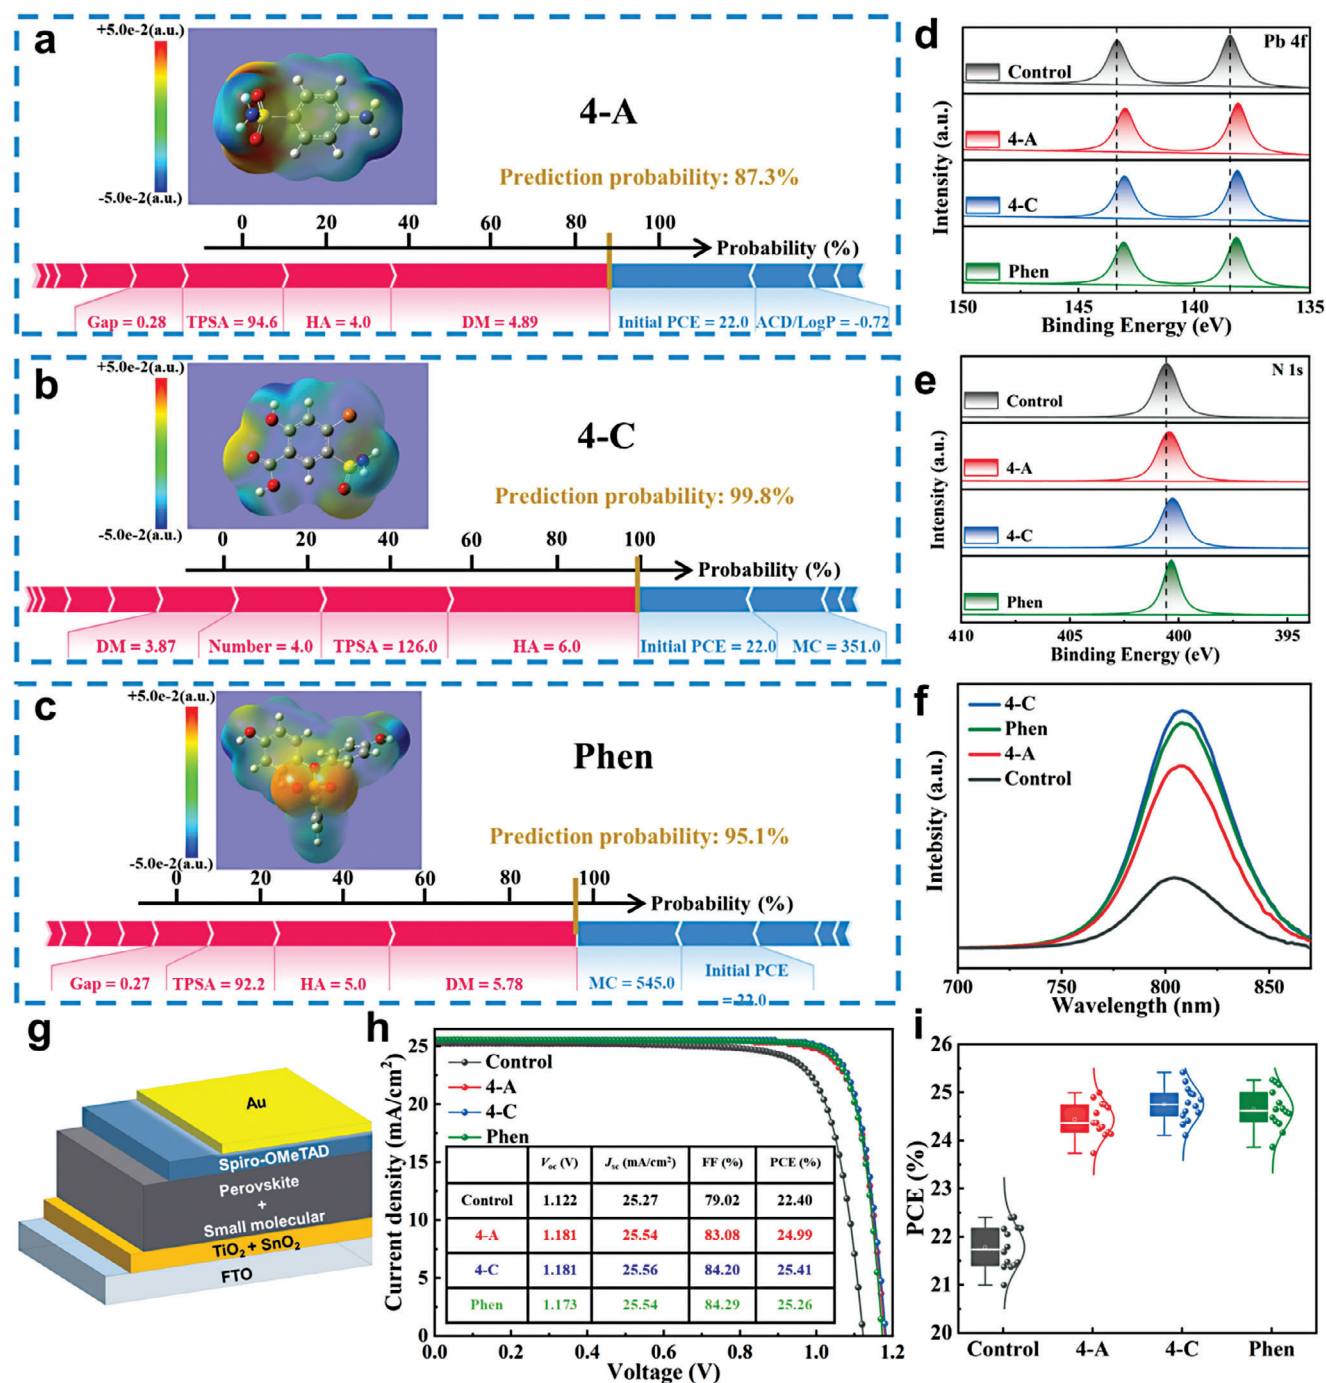 a
+5.0e-2(a.u.)
-5.0e-2(a.u.)
4-A
Prediction probability: 87.3%
0 20 40 60 80 100
Probability (%)
Gap = 0.28 TPSA = 94.6 HA = 4.0 DM = 4.89 Initial PCE = 22.0 ACD/LogP = -0.72
b
+5.0e-2(a.u.)
-5.0e-2(a.u.)
4-C
Prediction probability: 99.8%
0 20 40 60 80 100
Probability (%)
DM = 3.87 Number = 4.0 TPSA = 126.0 HA = 6.0 Initial PCE = 22.0 MC = 351.0
c
+5.0e-2(a.u.)
-5.0e-2(a.u.)
Phen
Prediction probability: 95.1%
0 20 40 60 80 100
Probability (%)
Gap = 0.27 TPSA = 92.2 HA = 5.0 DM = 5.78 MC = 545.0 Initial PCE
= 22.0
d
Pb 4f
Control
4-A
4-C
Phen
Intensity (a.u.)
150 145 140 135
Binding Energy (eV)
e
N 1s
Control
4-A
4-C
Phen
Intensity (a.u.)
410 405 400 395
Binding Energy (eV)
f
4-C
Phen
4-A
Control
Intebsity (a.u.)
700 750 800 850
Wavelength (nm)
g
Au
Spiro-OMeTAD
Perovskite
+
Small molecular
TiO2 + SnO2
FTO
h
Current density (mA/cm²)
25
20
15
10
5
0
Control
4-A
4-C
Phen
Voc (V) Jsc (mA/cm²) FF (%) PCE (%)
Control 1.122 25.27 79.02 22.40
4-A 1.181 25.54 83.08 24.99
4-C 1.181 25.56 84.20 25.41
Phen 1.173 25.54 84.29 25.26
0.0 0.2 0.4 0.6 0.8 1.0 1.2
Voltage (V)
i
PCE (%)
26
25
24
23
22
21
20
Control 4-A 4-C Phen